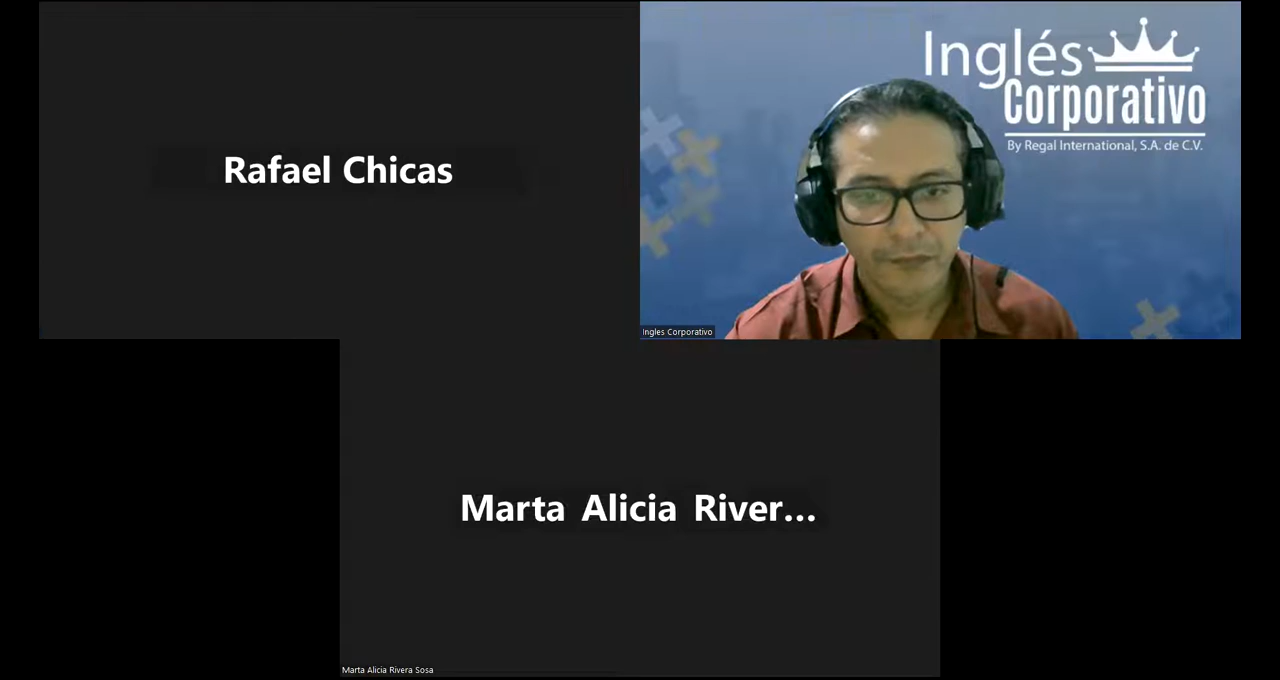 Rafael Chicas
Inglés
Corporativo
By Regal International, S.A. de C.V.
Ingles Corporativo
Marta Alicia River...
Marta Alicia Rivera Sosa